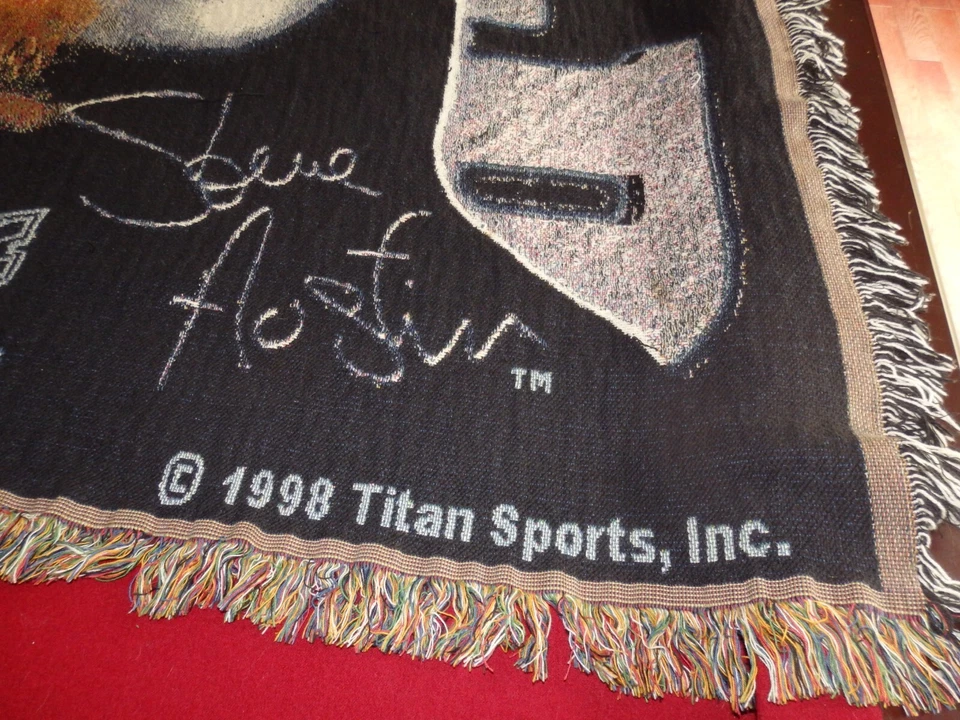 Steve
Austin
TM
© 1998 Titan Sports, Inc.